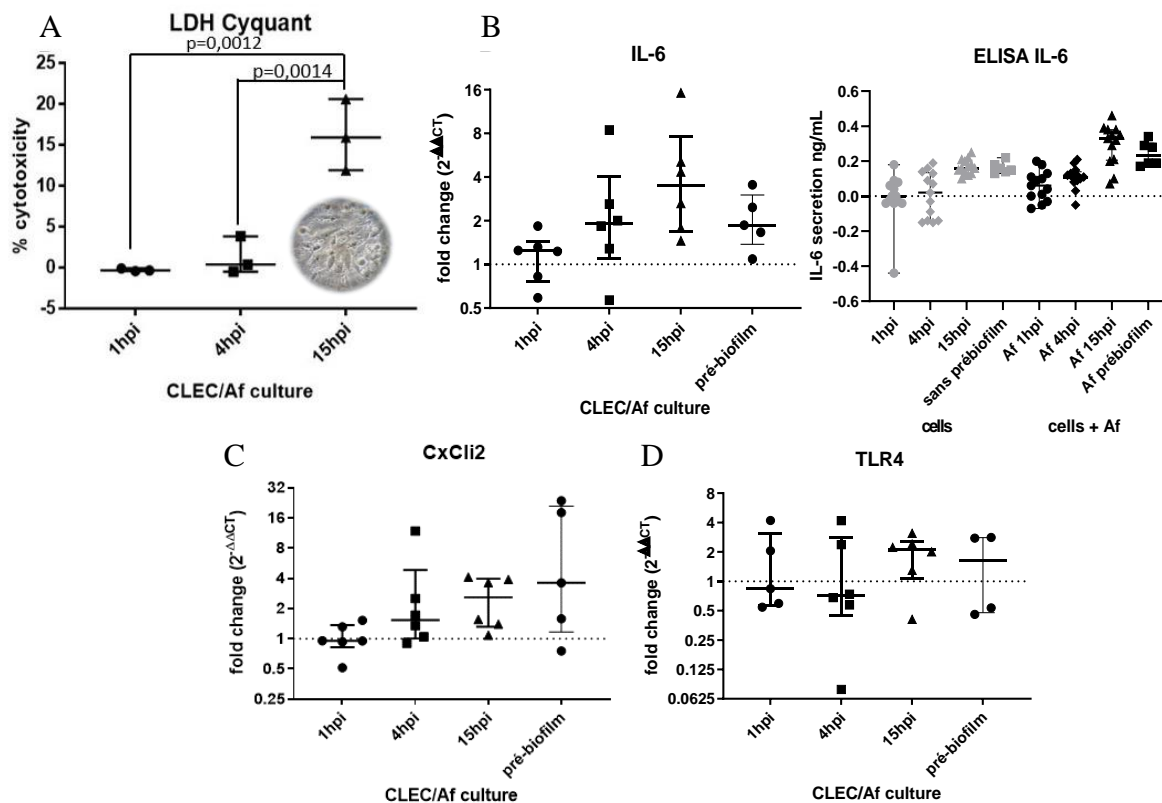 A
LDH Cyquant
p=0,0012
p=0,0014
% cytotoxicity
25
20
15
10
5
0
-5
1hpi
4hpi
15hpi
CLEC/Af culture
B
IL-6
fold change (2-▲▲CT)
16
4
2
1
0.5
1hpi
4hpi
15hpi
pré-biofilm
CLEC/Af culture
ELISA IL-6
IL-6 secretion ng/mL
0.6
0.4
0.2
0.0
-0.2
-0.4
-0.6
1hpi
4hpi
15hpi
sans prébiofilm
Af 1hpi
Af 4hpi
Af 15hpi
Af prébiofilm
cells
cells + Af
C
CxCli2
fold change (2-ΔΔCT)
32
16
8
4
2
1
0.5
0.25
1hpi
4hpi
15hpi
pré-biofilm
CLEC/Af culture
D
TLR4
fold change (2-▲▲CT)
8
4
2
1
0.5
0.25
0.125
0.0625
1hpi
4hpi
15hpi
pré-biofilm
CLEC/Af culture